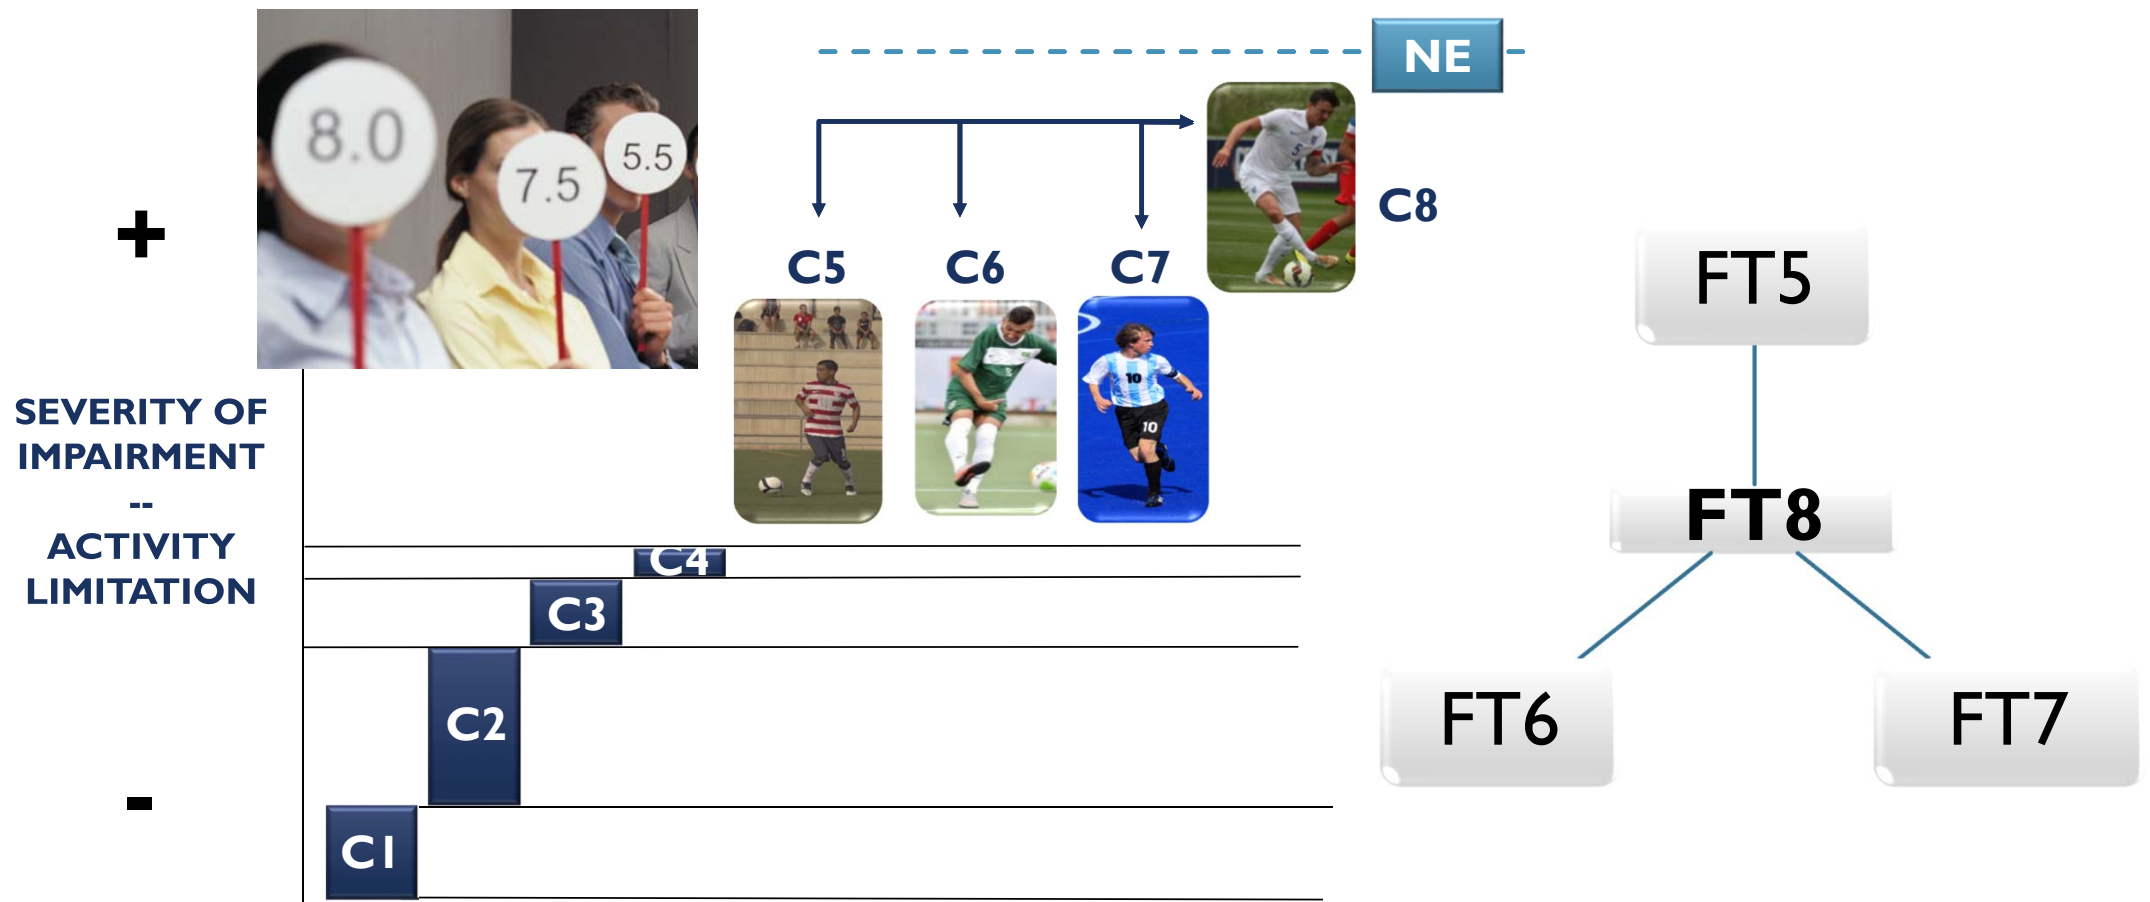 8.0
7.5
5.5
NE
C8
C5
C6
C7
5
10
10
+
SEVERITY OF
IMPAIRMENT
--
ACTIVITY
LIMITATION
-
C4
C3
C2
C1
FT5
FT8
FT6
FT7